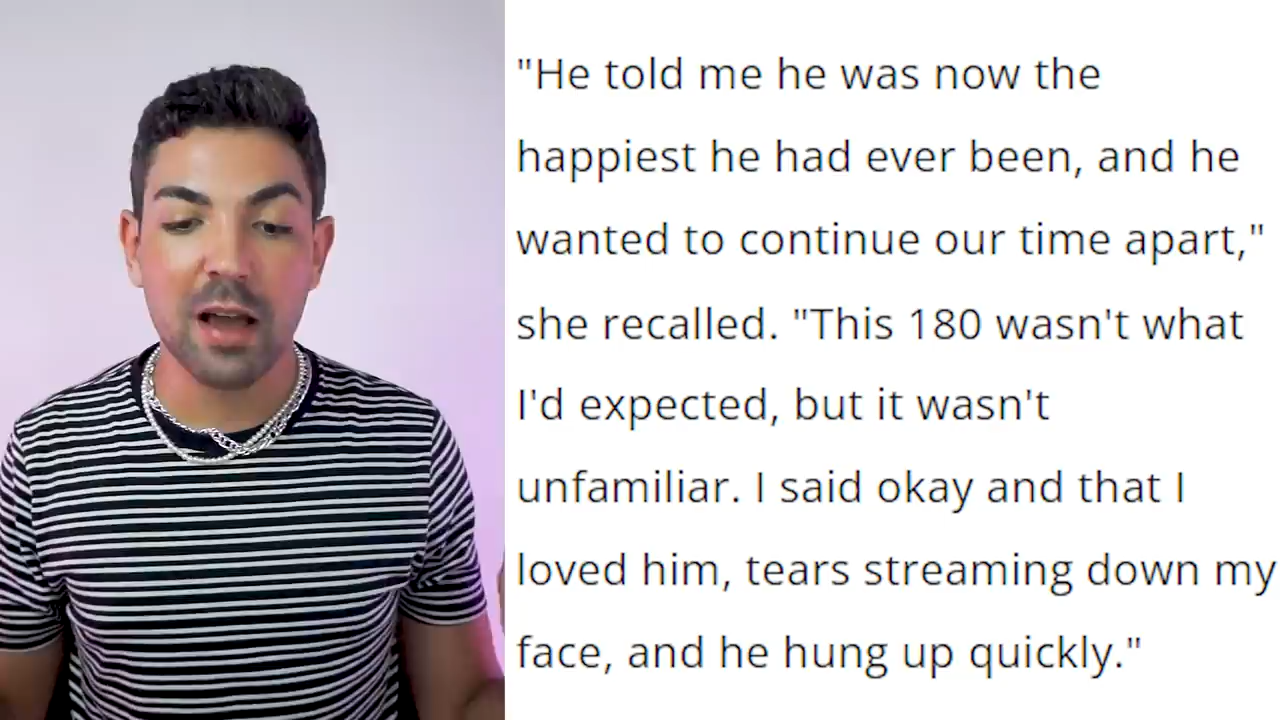 "He told me he was now the
happiest he had ever been, and he
wanted to continue our time apart,"
she recalled. "This 180 wasn't what
I'd expected, but it wasn't
unfamiliar. I said okay and that I
loved him, tears streaming down my
face, and he hung up quickly."